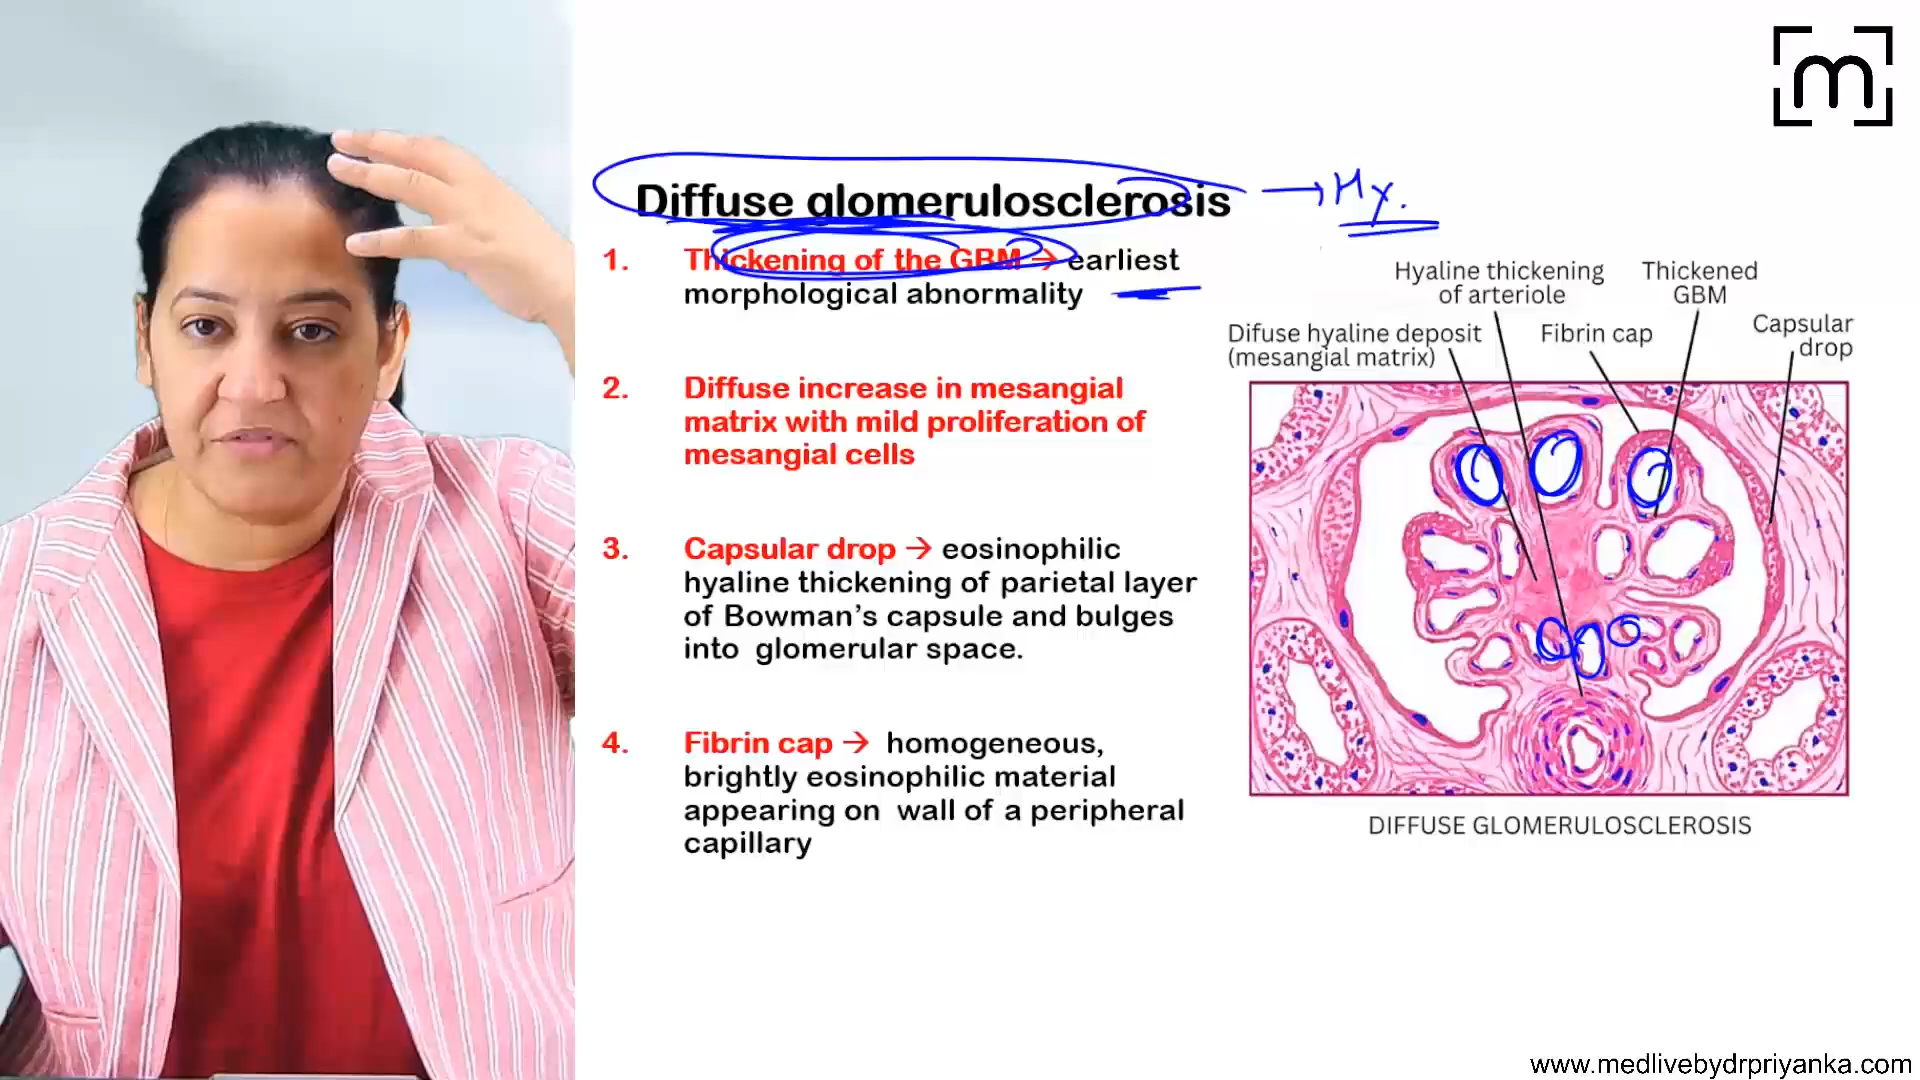 m
Diffuse glomerulosclerosis → Hx.
1. Thickening of the GBM → earliest
morphological abnormality
2. Diffuse increase in mesangial
matrix with mild proliferation of
mesangial cells
3. Capsular drop → eosinophilic
hyaline thickening of parietal layer
of Bowman’s capsule and bulges
into glomerular space.
4. Fibrin cap → homogeneous,
brightly eosinophilic material
appearing on wall of a peripheral
capillary
Hyaline thickening
of arteriole
Thickened
GBM
Difuse hyaline deposit
(mesangial matrix)
Fibrin cap
Capsular
drop
DIFFUSE GLOMERULOSCLEROSIS
www.medlivebydrpriyanka.com